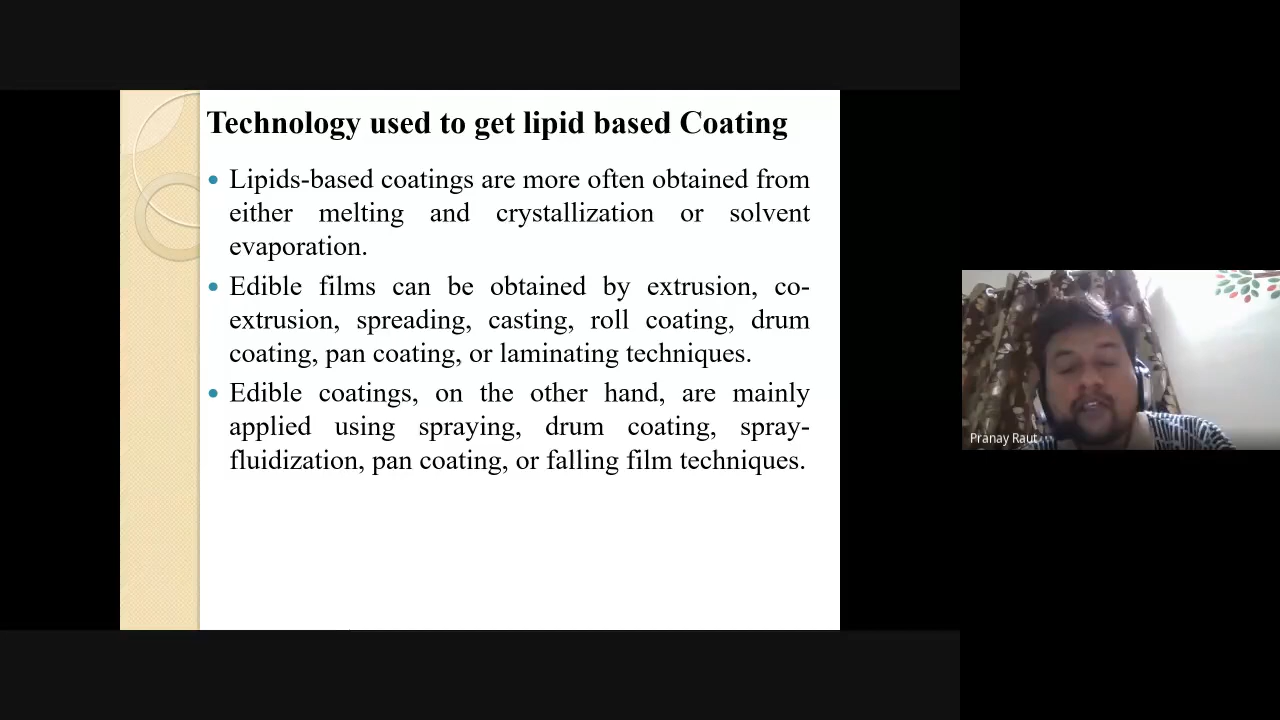 Technology used to get lipid based Coating
Lipids-based coatings are more often obtained from
either melting and crystallization or solvent
evaporation.
Edible films can be obtained by extrusion, co-
extrusion, spreading, casting, roll coating, drum
coating, pan coating, or laminating techniques.
Edible coatings, on the other hand, are mainly
applied using spraying, drum coating, spray-
fluidization, pan coating, or falling film techniques.
Pranay Raut